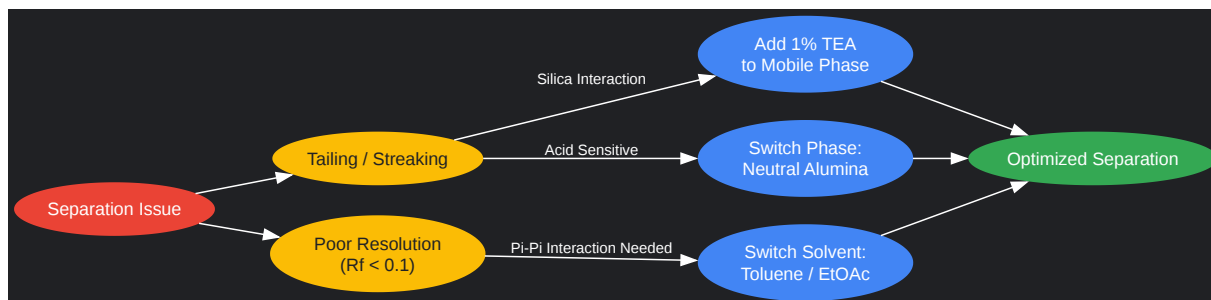 Separation Issue
Tailing / Streaking
Poor Resolution
(Rf < 0.1)
Silica Interaction
Acid Sensitive
Pi-Pi Interaction Needed
Add 1% TEA
to Mobile Phase
Switch Phase:
Neutral Alumina
Switch Solvent:
Toluene / EtOAc
Optimized Separation